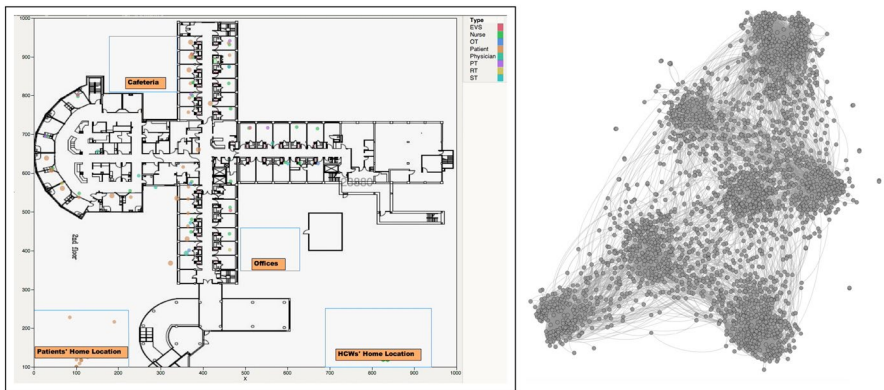 Type
EVS
Nurse
OT
Patient
Physician
PT
RT
ST
1000
900
Cafeteria
800
700
600
500
2nd floor
400
Offices
300
200
Patients' Home Location
HCWs' Home Location
100
0 100 200 300 400 500 600 700 800 900 1000
X